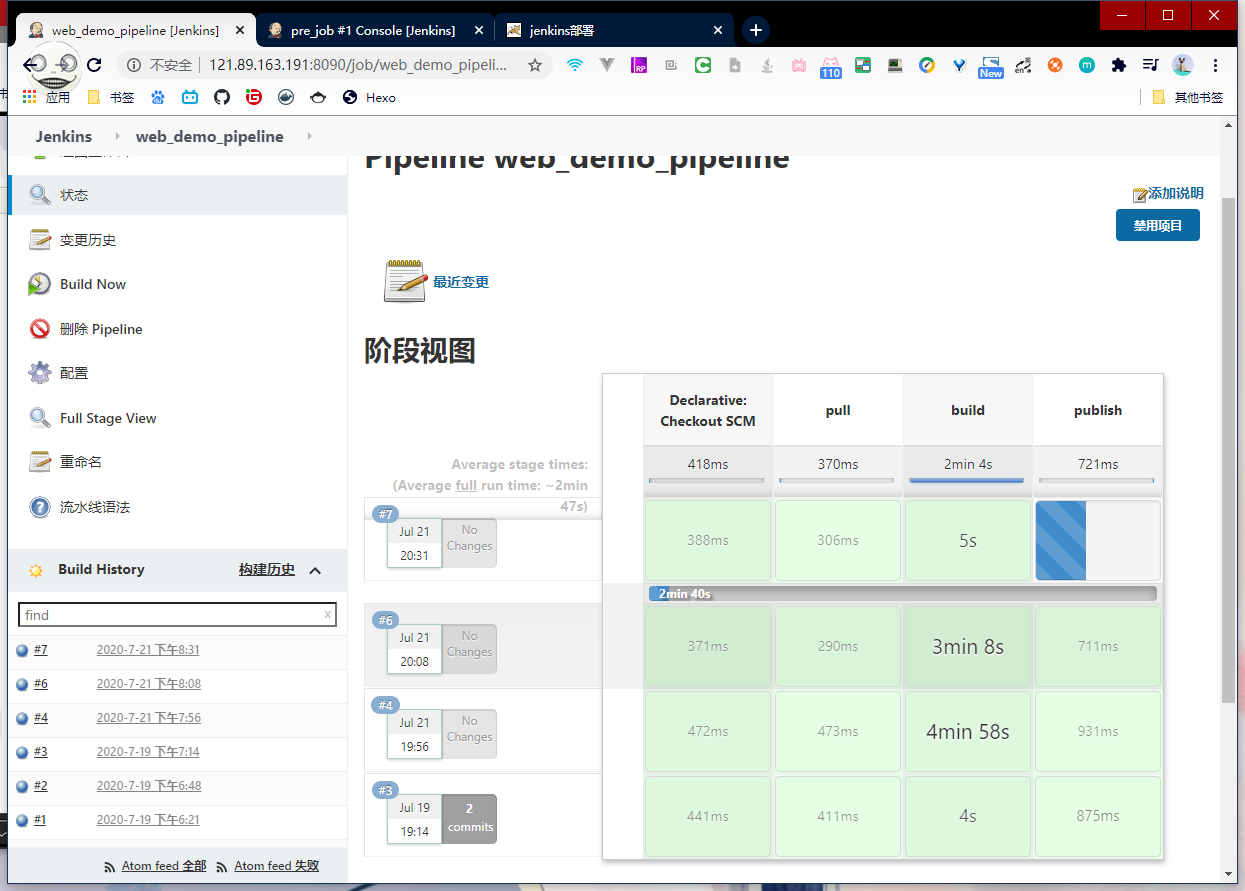 web_demo_pipeline [Jenkins]
pre_job #1 Console [Jenkins]
jenkins部署
不安全
121.89.163.191:8090/job/web_demo_pipeli...
RP
110
New
en
m
应用
书签
Hexo
其他书签
Jenkins
web_demo_pipeline
Pipeline web_demo_pipeline
状态
变更历史
Build Now
删除 Pipeline
配置
Full Stage View
重命名
流水线语法
Build History
构建历史
find
x
#7
2020-7-21 下午8:31
#6
2020-7-21 下午8:08
#4
2020-7-21 下午7:56
#3
2020-7-19 下午7:14
#2
2020-7-19 下午6:48
#1
2020-7-19 下午6:21
Atom feed 全部
Atom feed 失败
添加说明
禁用项目
最近变更
阶段视图
Declarative:
Checkout SCM
pull
build
publish
Average stage times:
(Average full run time: ~2min
47s)
418ms
370ms
2min 4s
721ms
#7
Jul 21
20:31
No
Changes
388ms
306ms
5s
2min 40s
#6
Jul 21
20:08
No
Changes
371ms
290ms
3min 8s
711ms
#4
Jul 21
19:56
No
Changes
472ms
473ms
4min 58s
931ms
#3
Jul 19
19:14
2
commits
441ms
411ms
4s
875ms